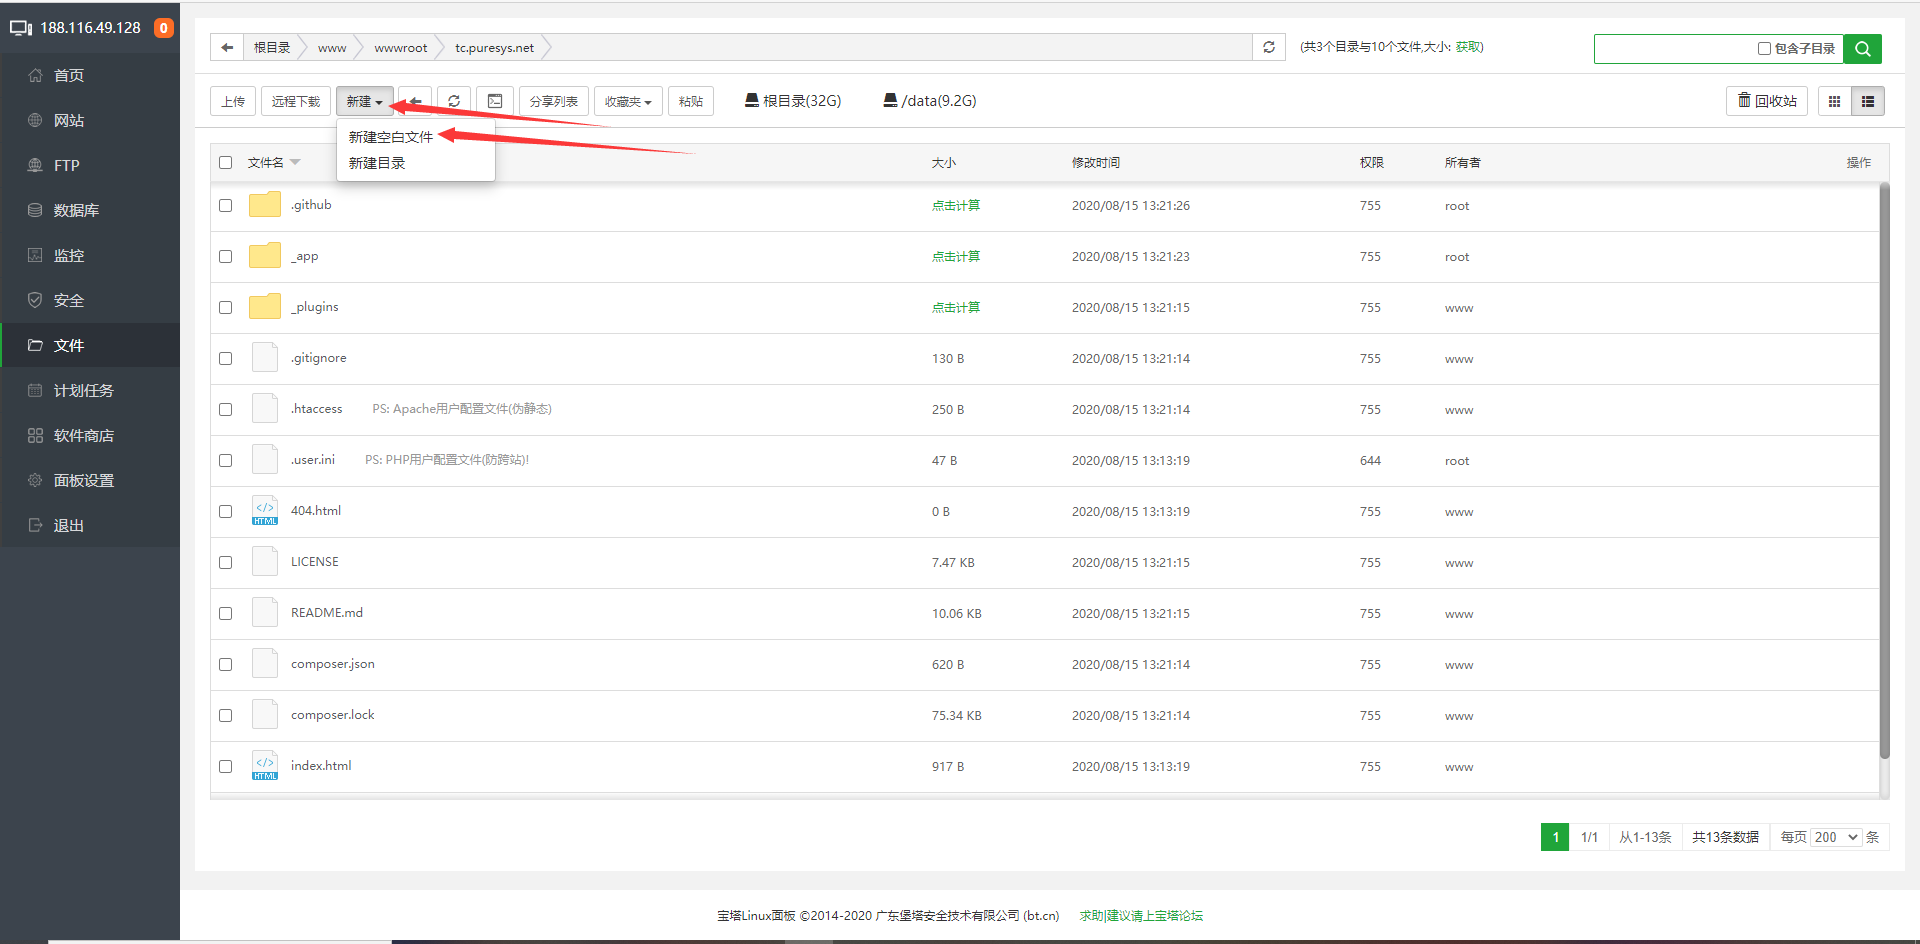 188.116.49.128 0
首页
网站
FTP
数据库
监控
安全
文件
计划任务
软件商店
面板设置
退出
根目录 www wwwroot tc.puresys.net (共3个目录与10个文件,大小: 获取) 包含子目录
上传 远程下载 新建 分享列表 收藏夹 粘贴 根目录(32G) /data(9.2G) 回收站
新建空白文件
新建目录
文件名 大小 修改时间 权限 所有者 操作
.github 点击计算 2020/08/15 13:21:26 755 root
_app 点击计算 2020/08/15 13:21:23 755 root
_plugins 点击计算 2020/08/15 13:21:15 755 www
.gitignore 130 B 2020/08/15 13:21:14 755 www
.htaccess PS: Apache用户配置文件(伪静态) 250 B 2020/08/15 13:21:14 755 www
.user.ini PS: PHP用户配置文件(防跨站)! 47 B 2020/08/15 13:13:19 644 root
</> HTML 404.html 0 B 2020/08/15 13:13:19 755 www
LICENSE 7.47 KB 2020/08/15 13:21:15 755 www
README.md 10.06 KB 2020/08/15 13:21:15 755 www
composer.json 620 B 2020/08/15 13:21:14 755 www
composer.lock 75.34 KB 2020/08/15 13:21:14 755 www
</> HTML index.html 917 B 2020/08/15 13:13:19 755 www
1 1/1 从1-13条 共13条数据 每页 200 条
宝塔Linux面板 ©2014-2020 广东堡塔安全技术有限公司 (bt.cn) 求助|建议请上宝塔论坛